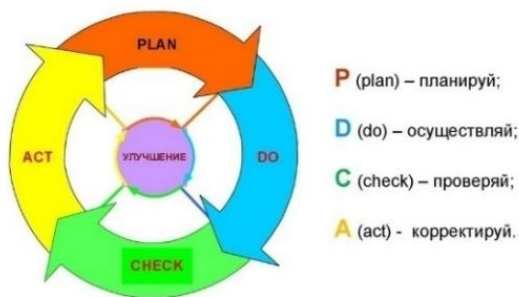 PLAN
ACT
УЛУЧШЕНИЕ
DO
CHECK
P (plan) – планируй;
D (do) – осуществляй;
C (check) – проверяй;
A (act) - корректируй.